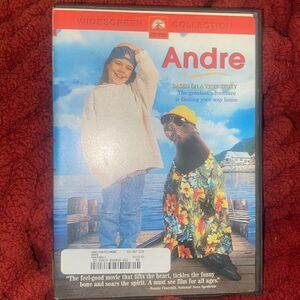 WIDESCREEN COLLECTION
Andre
BASED ON A TRUE STORY
The greatest adventure
is finding your way home
"The feel-good movie that lifts the heart, tickles the funny
bone and soars the spirit. A must see film for all ages."